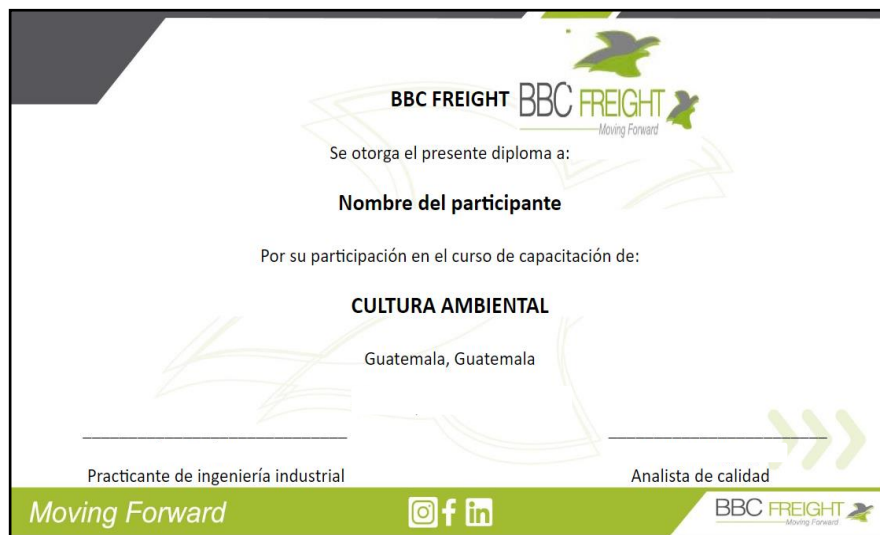 BBC FREIGHT BBC FREIGHT
Moving Forward
Se otorga el presente diploma a:
Nombre del participante
Por su participación en el curso de capacitación de:
CULTURA AMBIENTAL
Guatemala, Guatemala
Practicante de ingeniería industrial Analista de calidad
Moving Forward BBC FREIGHT
Moving Forward